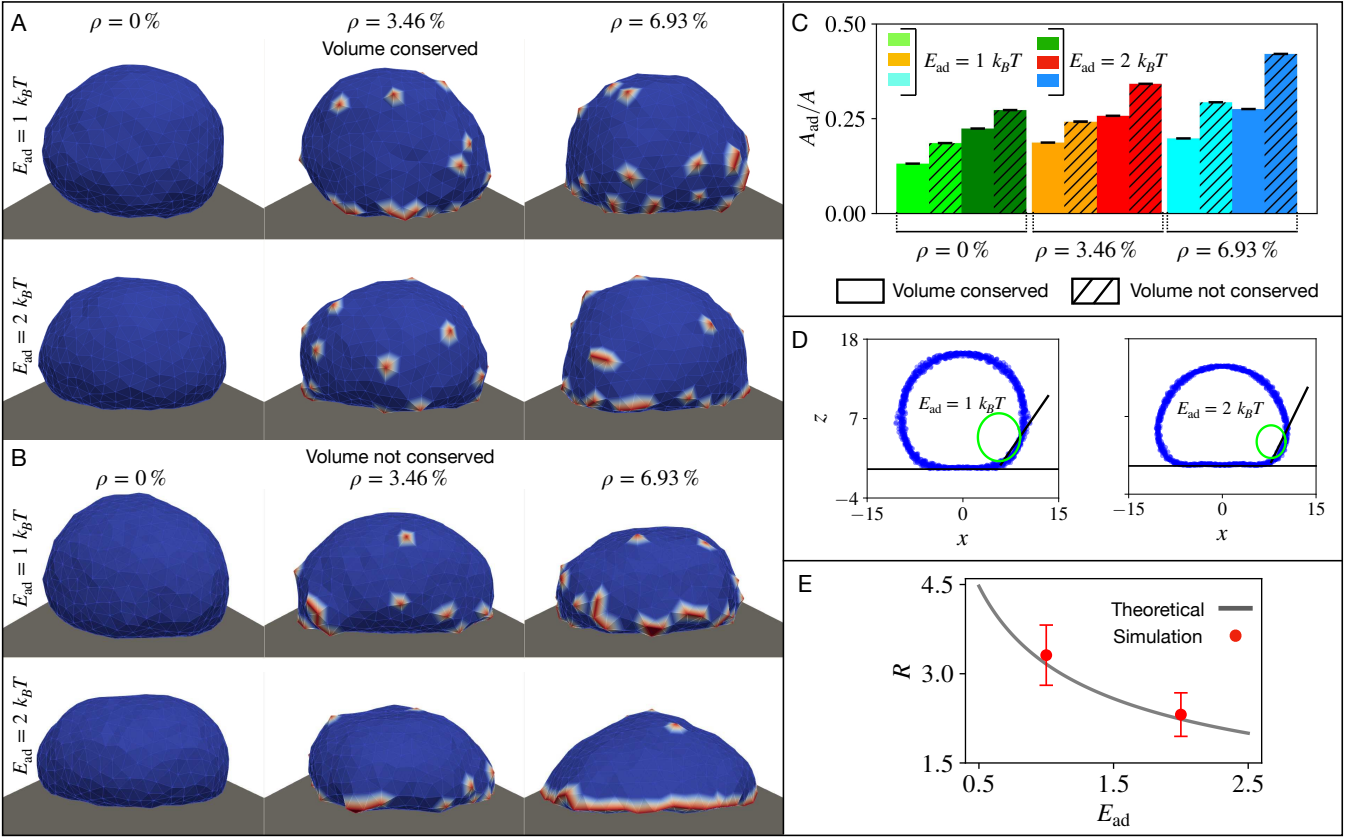 A
ρ = 0 %
ρ = 3.46 %
ρ = 6.93 %
Volume conserved
E_ad = 1 k_BT
E_ad = 2 k_BT
B
Volume not conserved
ρ = 0 %
ρ = 3.46 %
ρ = 6.93 %
E_ad = 1 k_BT
E_ad = 2 k_BT
C
0.50
0.25
0.00
A_ad/A
E_ad = 1 k_BT
E_ad = 2 k_BT
ρ = 0 %
ρ = 3.46 %
ρ = 6.93 %
Volume conserved
Volume not conserved
D
18
7
−4
z
E_ad = 1 k_BT
E_ad = 2 k_BT
−15
0
15
−15
0
15
x
x
E
4.5
3.0
1.5
R
Theoretical
Simulation
0.5
1.5
2.5
E_ad